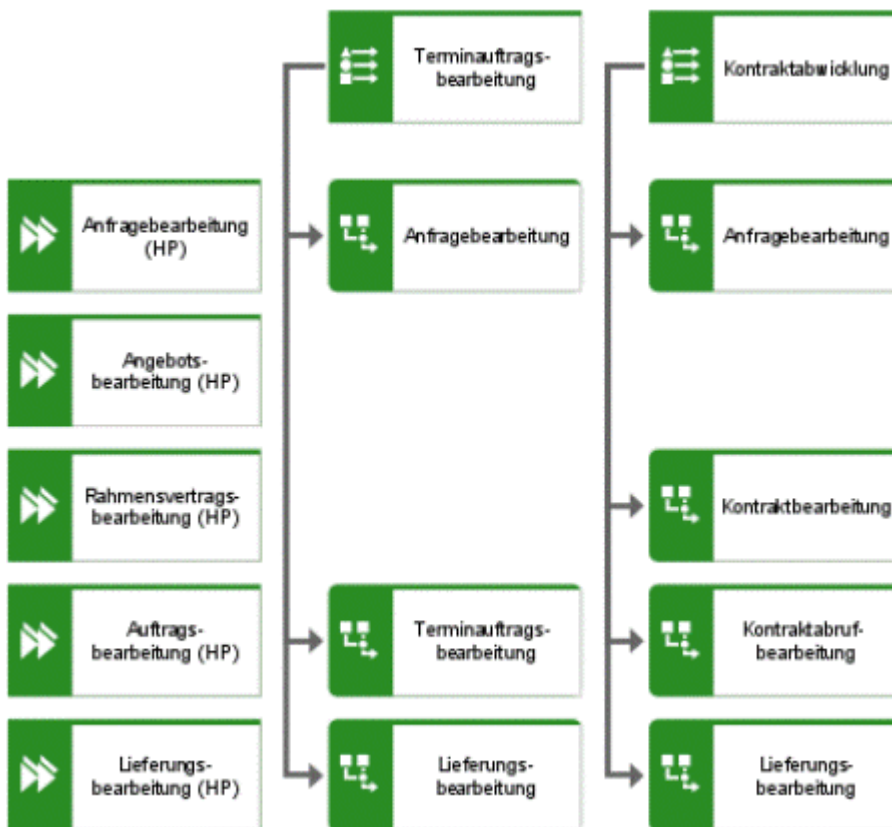 Terminauftrags-
bearbeitung
Kontraktabwicklung
Anfragebearbeitung
(HP)
Anfragebearbeitung
Anfragebearbeitung
Angebots-
bearbeitung (HP)
Rahmensvertrags-
bearbeitung (HP)
Kontraktbearbeitung
Auftrags-
bearbeitung (HP)
Terminauftrags-
bearbeitung
Kontraktabruf-
bearbeitung
Lieferungs-
bearbeitung (HP)
Lieferungs-
bearbeitung
Lieferungs-
bearbeitung